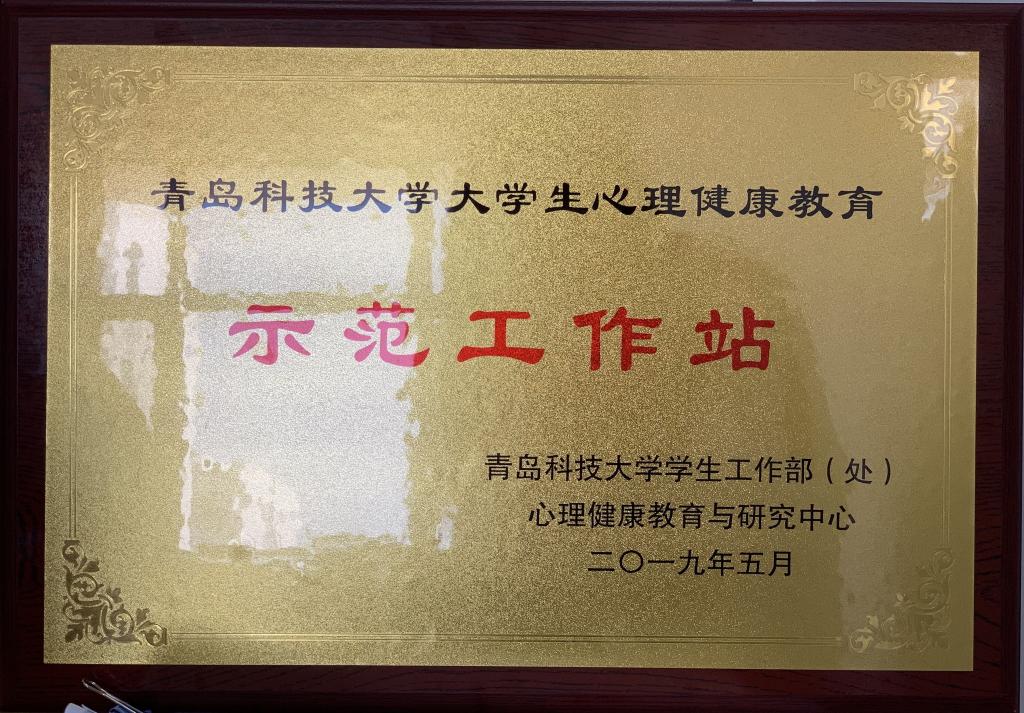 青岛科技大学大学生心理健康教育
示范工作站
青岛科技大学学生工作部（处）
心理健康教育与研究中心
二〇一九年五月